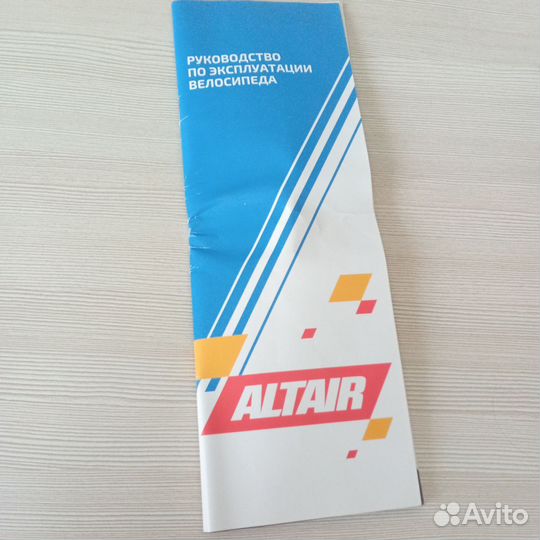 РУКОВОДСТВО
ПО ЭКСПЛУАТАЦИИ
ВЕЛОСИПЕДА
ALTAIR
Avito